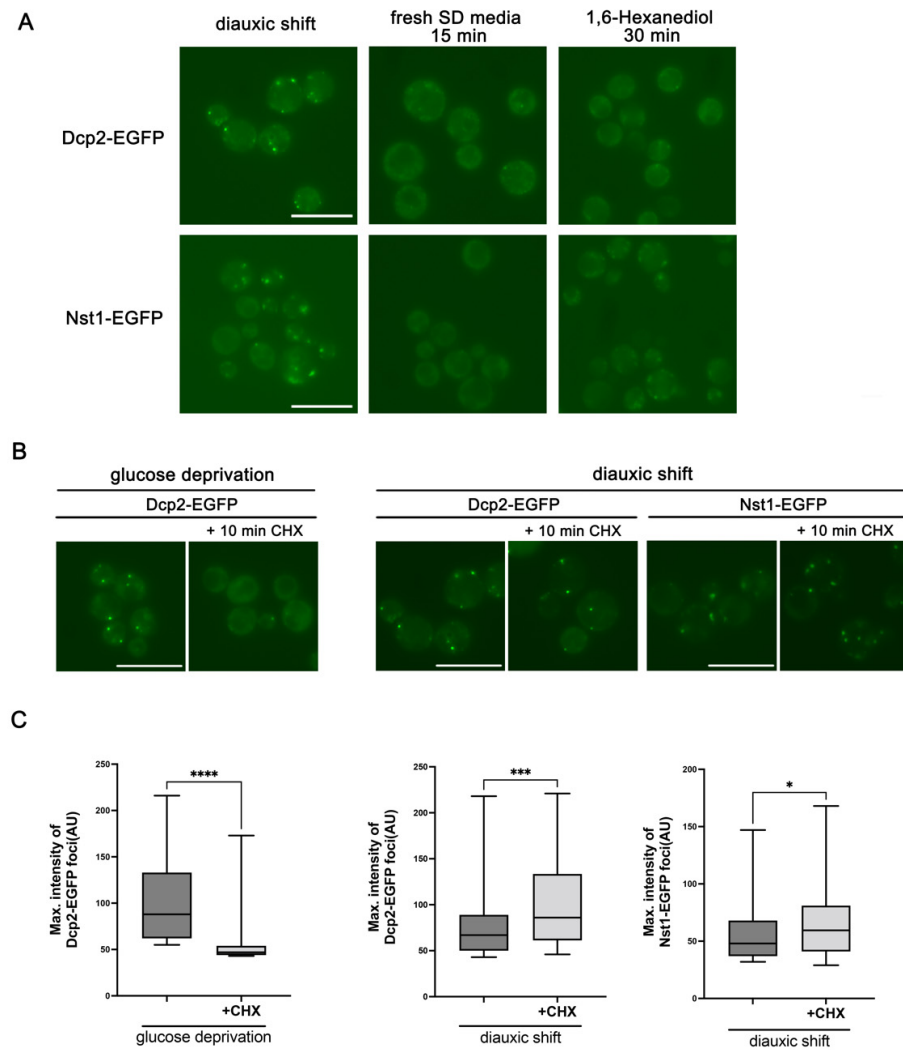 A
diauxic shift
fresh SD media
15 min
1,6-Hexanediol
30 min
Dcp2-EGFP
Nst1-EGFP
B
glucose deprivation
diauxic shift
Dcp2-EGFP
Dcp2-EGFP
Nst1-EGFP
+ 10 min CHX
+ 10 min CHX
+ 10 min CHX
C
Max. intensity of
Dcp2-EGFP foci(AU)
250
200
150
100
50
0
****
+CHX
glucose deprivation
Max. intensity of
Dcp2-EGFP foci(AU)
250
200
150
100
50
0
***
+CHX
diauxic shift
Max. intensity of
Nst1-EGFP foci(AU)
200
150
100
50
0
*
+CHX
diauxic shift